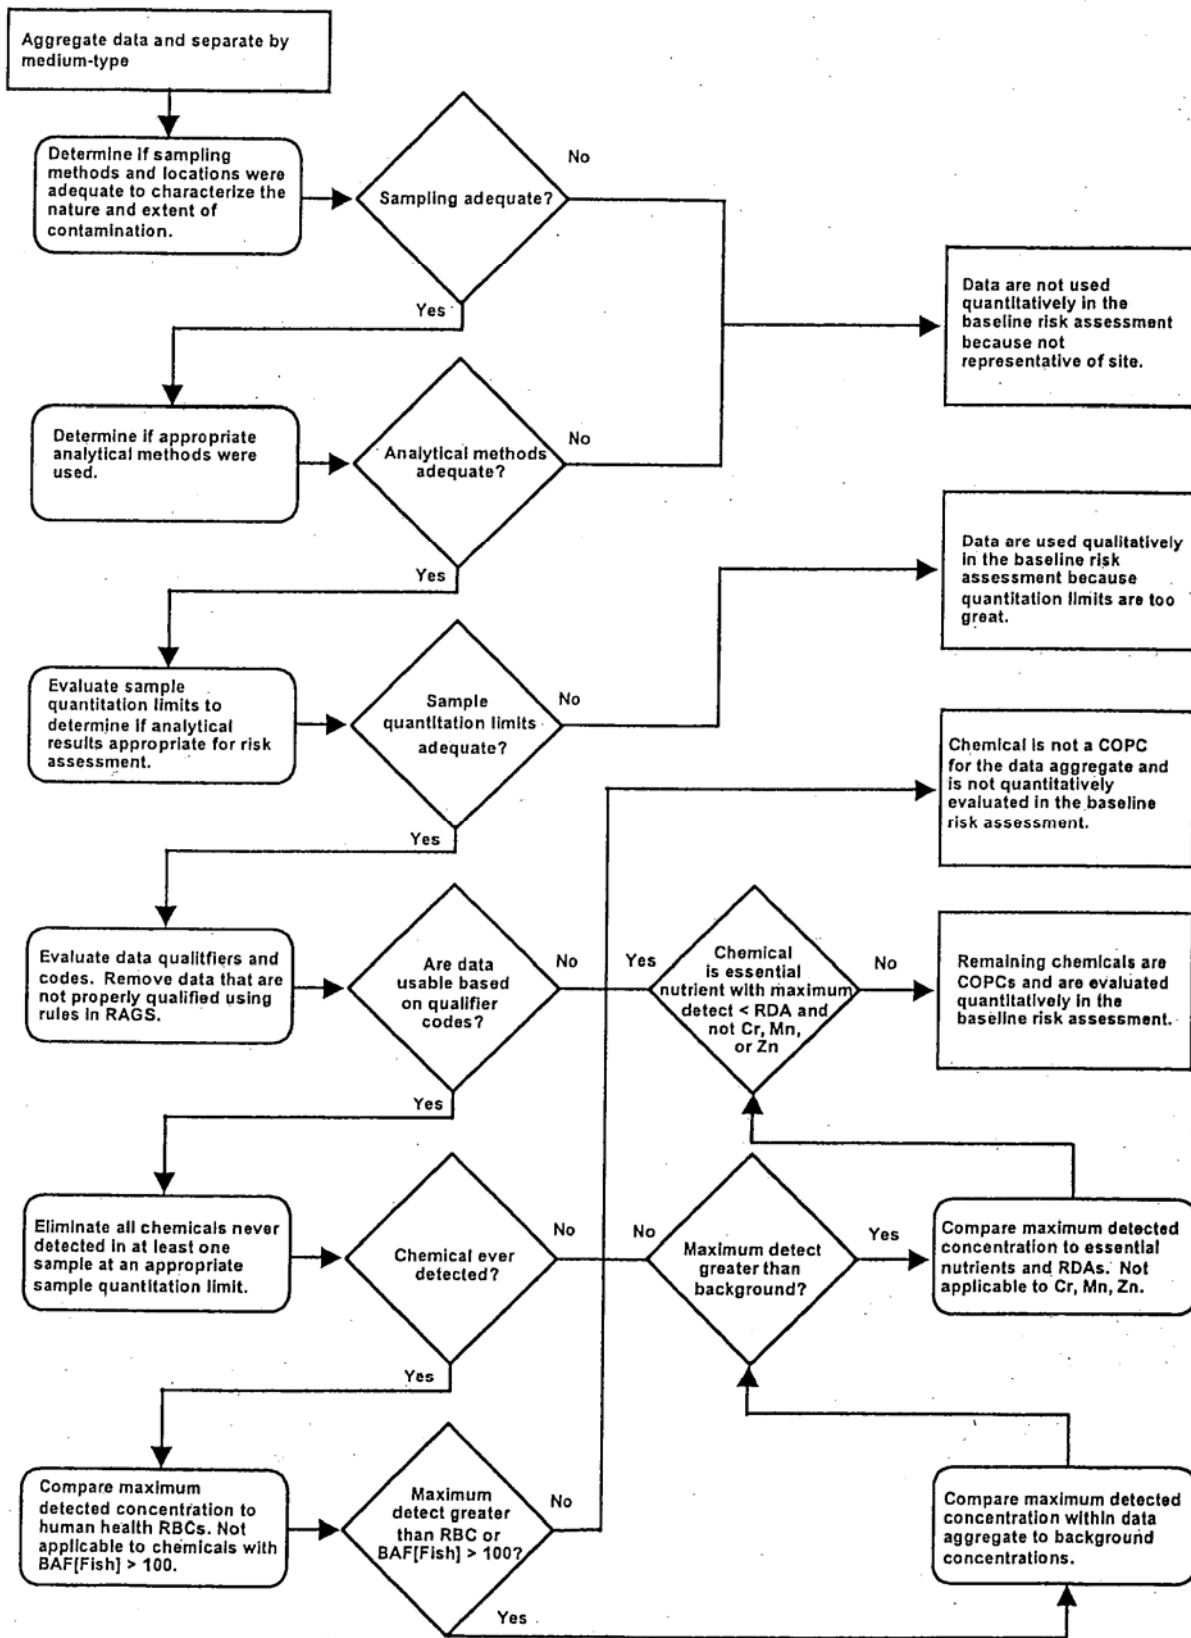 Aggregate data and separate by
medium-type
Determine if sampling
methods and locations were
adequate to characterize the
nature and extent of
contamination.
Sampling adequate?
No
Yes
Data are not used
quantitatively in the
baseline risk assessment
because not
representative of site.
Determine if appropriate
analytical methods were
used.
Analytical methods
adequate?
No
Yes
Data are used qualitatively
in the baseline risk
assessment because
quantitation limits are too
great.
Evaluate sample
quantitation limits to
determine if analytical
results appropriate for risk
assessment.
Sample
quantitation limits
adequate?
No
Yes
Chemical is not a COPC
for the data aggregate and
is not quantitatively
evaluated in the baseline
risk assessment.
Evaluate data qualitfiers and
codes. Remove data that are
not properly qualified using
rules in RAGS.
Are data
usable based
on qualifier
codes?
No
Yes
Yes
Chemical
is essential
nutrient with maximum
detect < RDA and
not Cr, Mn,
or Zn
No
Remaining chemicals are
COPCs and are evaluated
quantitatively in the
baseline risk assessment.
Eliminate all chemicals never
detected in at least one
sample at an appropriate
sample quantitation limit.
Chemical ever
detected?
No
Yes
No
Maximum detect
greater than
background?
Yes
Compare maximum detected
concentration to essential
nutrients and RDAs. Not
applicable to Cr, Mn, Zn.
Compare maximum
detected concentration to
human health RBCs. Not
applicable to chemicals with
BAF[Fish] > 100.
Maximum
detect greater
than RBC or
BAF[Fish] > 100?
No
Yes
Compare maximum detected
concentration within data
aggregate to background
concentrations.